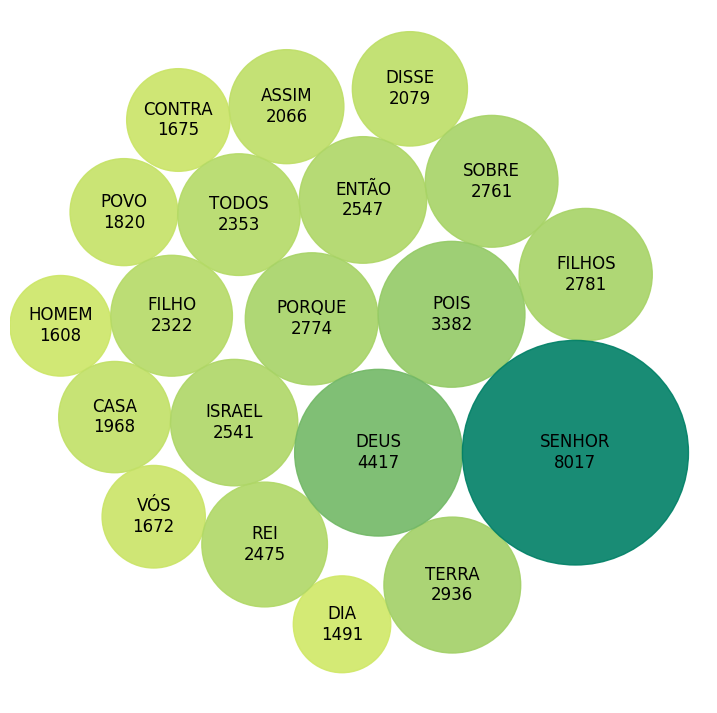 DISSE
2079
ASSIM
2066
CONTRA
1675
SOBRE
2761
ENTÃO
2547
POVO
1820
TODOS
2353
FILHOS
2781
POIS
3382
PORQUE
2774
FILHO
2322
HOMEM
1608
CASA
1968
ISRAEL
2541
DEUS
4417
SENHOR
8017
VÓS
1672
REI
2475
TERRA
2936
DIA
1491